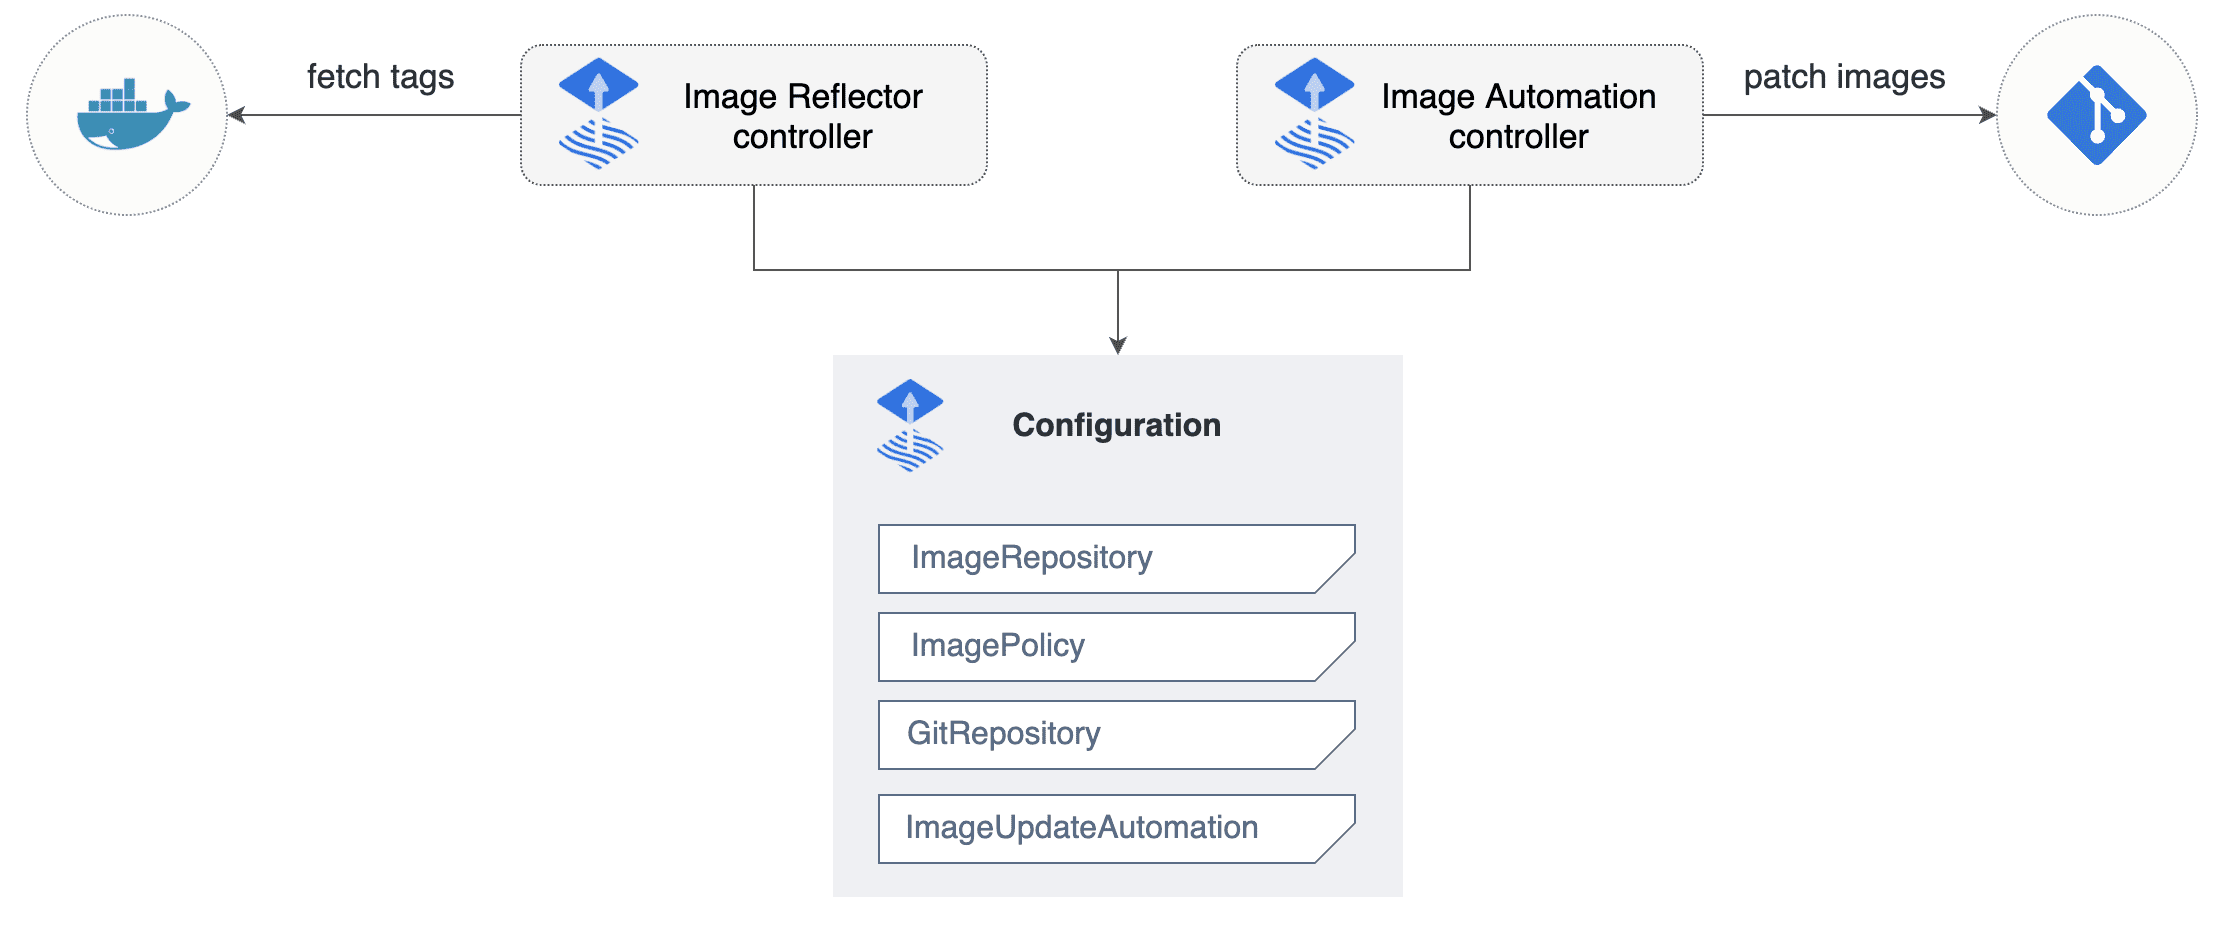 fetch tags
Image Reflector
controller
Image Automation
controller
patch images
Configuration
ImageRepository
ImagePolicy
GitRepository
ImageUpdateAutomation